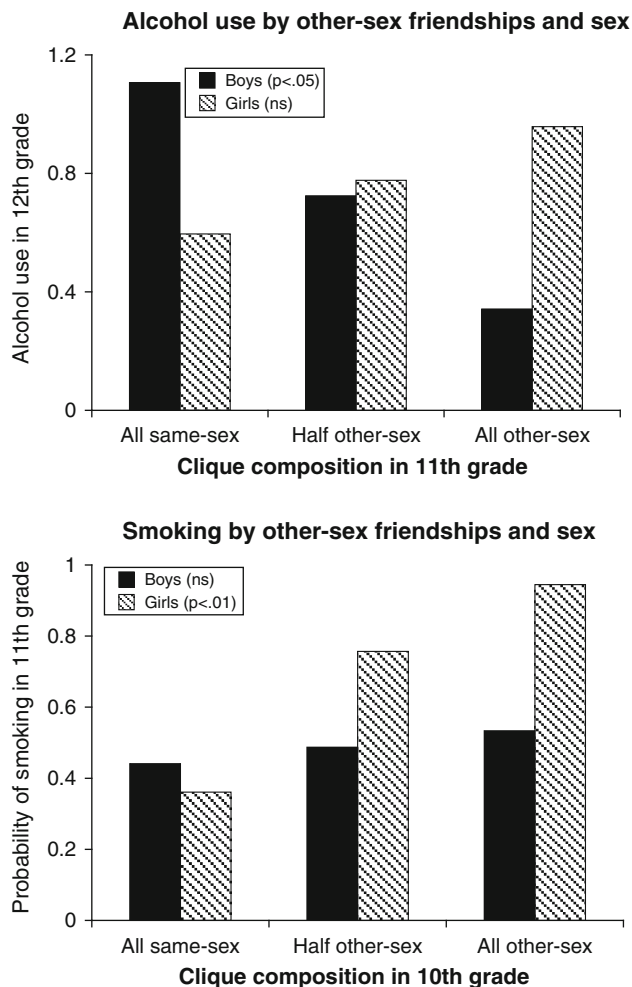 Alcohol use by other-sex friendships and sex
1.2
Boys (p<.05)
Girls (ns)
0.8
0.4
0
Alcohol use in 12th grade
All same-sex Half other-sex All other-sex
Clique composition in 11th grade
Smoking by other-sex friendships and sex
1
Boys (ns)
Girls (p<.01)
0.8
0.6
0.4
0.2
0
Probability of smoking in 11th grade
All same-sex Half other-sex All other-sex
Clique composition in 10th grade